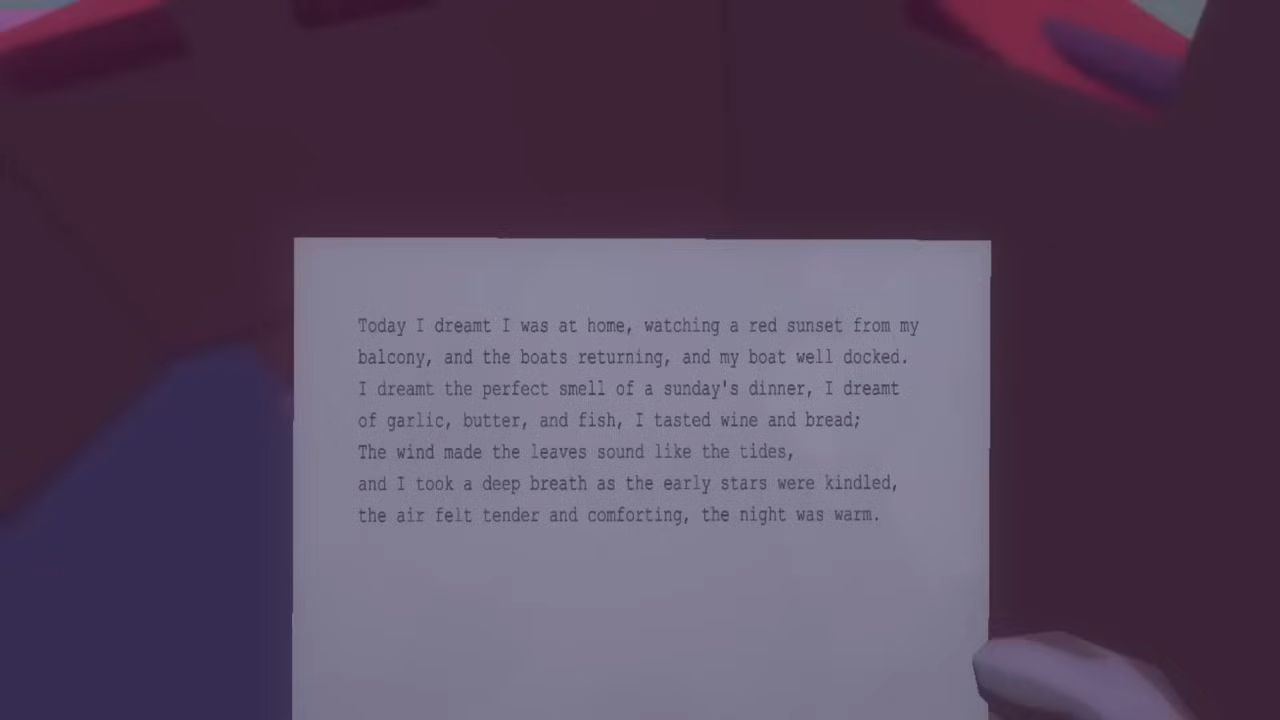 Today I dreamt I was at home, watching a red sunset from my
balcony, and the boats returning, and my boat well docked.
I dreamt the perfect smell of a sunday's dinner, I dreamt
of garlic, butter, and fish, I tasted wine and bread;
The wind made the leaves sound like the tides,
and I took a deep breath as the early stars were kindled,
the air felt tender and comforting, the night was warm.